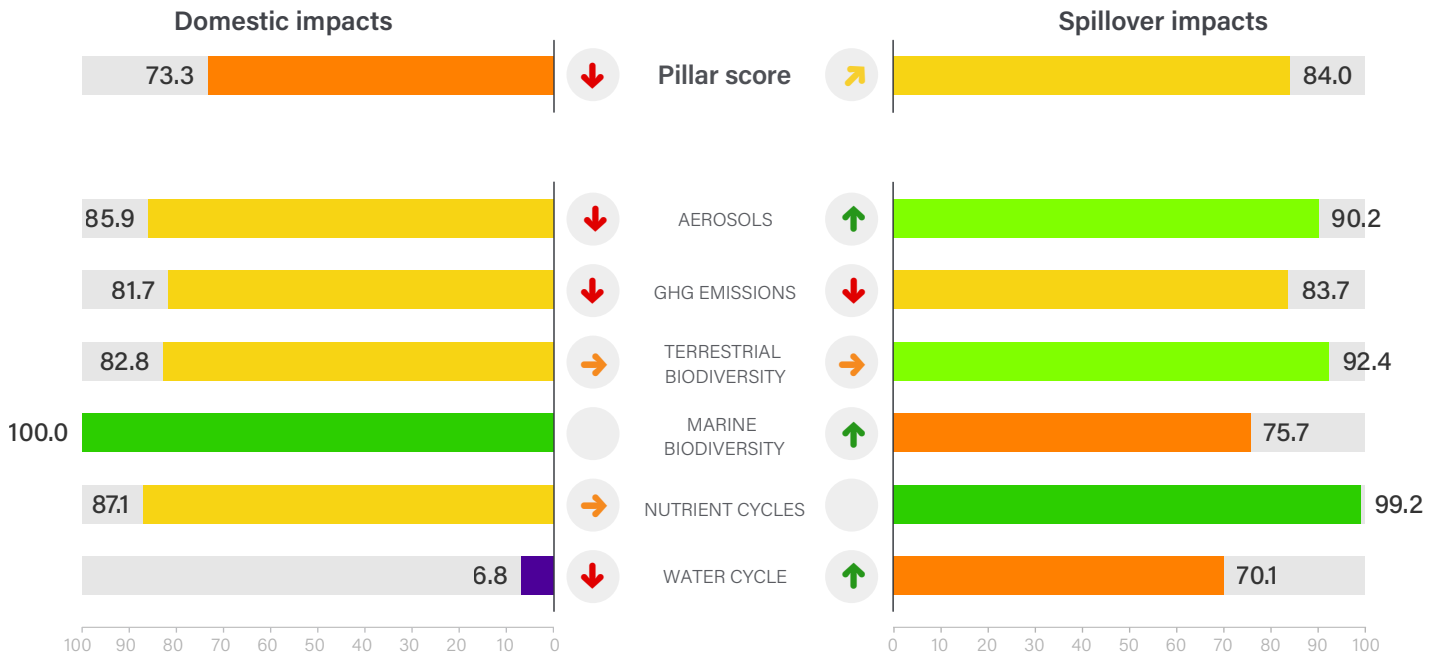 Domestic impacts
Spillover impacts
73.3
Pillar score
84.0
85.9
AEROSOLS
90.2
81.7
GHG EMISSIONS
83.7
82.8
TERRESTRIAL
BIODIVERSITY
92.4
100.0
MARINE
BIODIVERSITY
75.7
87.1
NUTRIENT CYCLES
99.2
6.8
WATER CYCLE
70.1
100 90 80 70 60 50 40 30 20 10 0
0 10 20 30 40 50 60 70 80 90 100